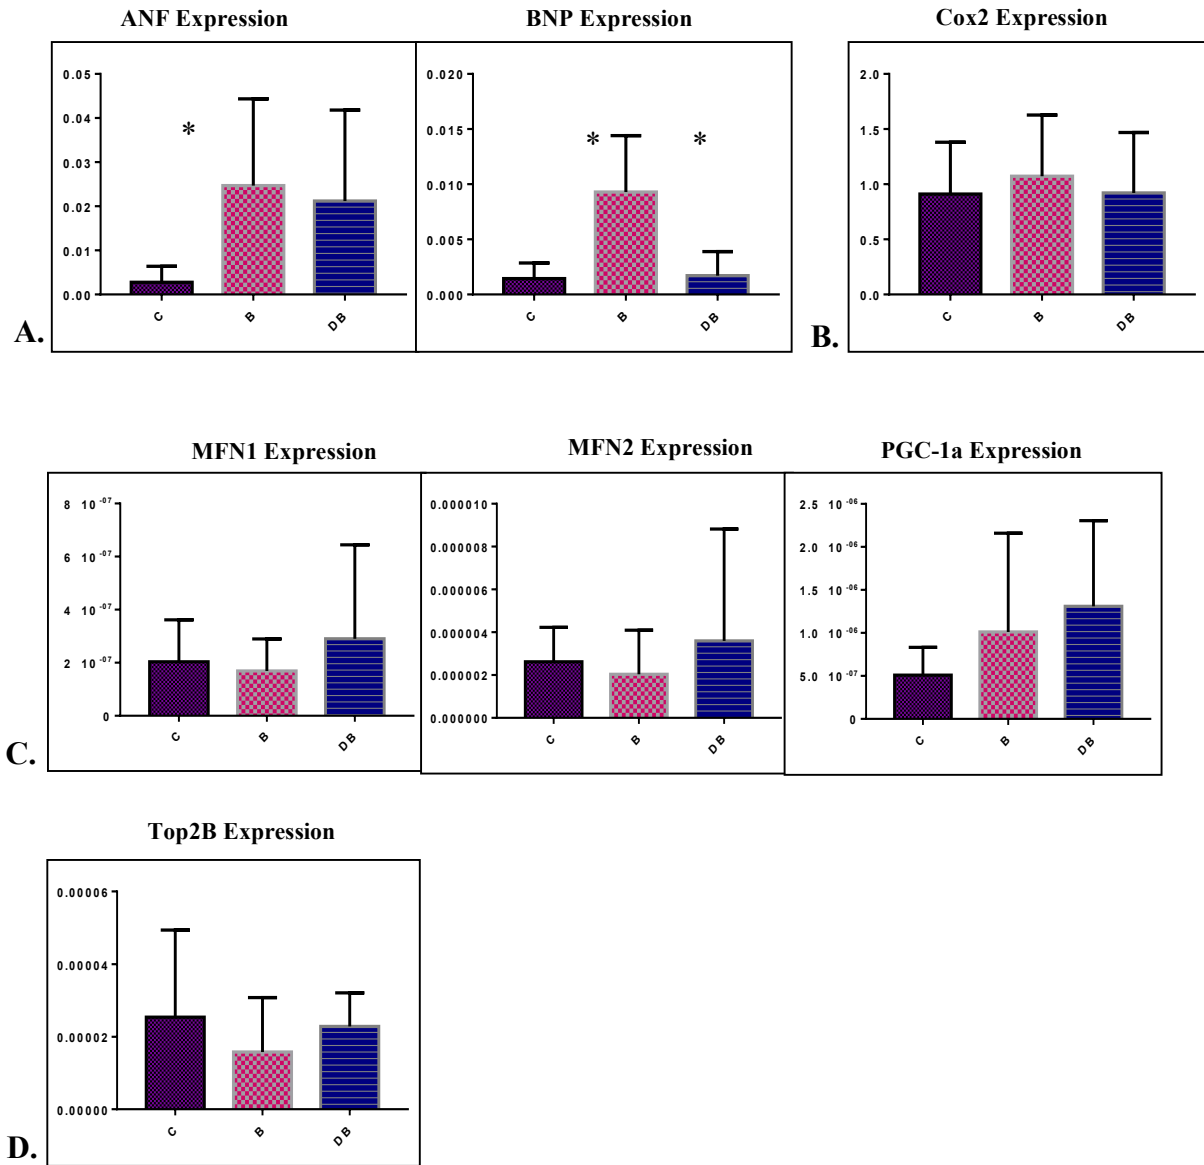 ANF Expression
BNP Expression
Cox2 Expression
0.05
0.04
0.03
0.02
0.01
0.00
*
C
B
DB
0.020
0.015
0.010
0.005
0.000
* *
C
B
DB
2.0
1.5
1.0
0.5
0.0
C
B
DB
A.
B.
MFN1 Expression
MFN2 Expression
PGC-1a Expression
8 10 -07
6 10 -07
4 10 -07
2 10 -07
0
C
B
DB
0.000010
0.000008
0.000006
0.000004
0.000002
0.000000
C
B
DB
2.5 10 -06
2.0 10 -06
1.5 10 -06
1.0 10 -06
5.0 10 -07
0
C
B
DB
C.
Top2B Expression
0.00006
0.00004
0.00002
0.00000
C
B
DB
D.